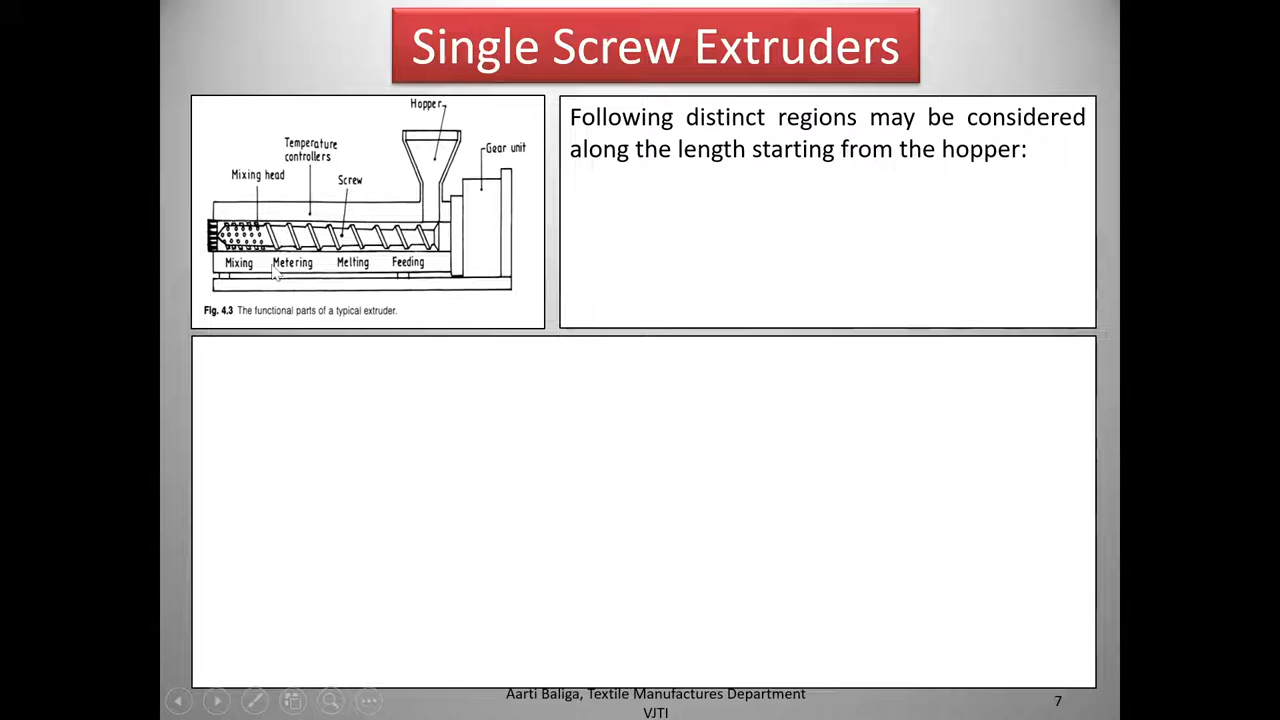 Single Screw Extruders
Hopper
Temperature
controllers
Gear unit
Mixing head
Screw
Mixing Metering Melting Feeding
Fig. 4.3 The functional parts of a typical extruder.
Following distinct regions may be considered
along the length starting from the hopper:
Aarti Baliga, Textile Manufactures Department
VJTI
7